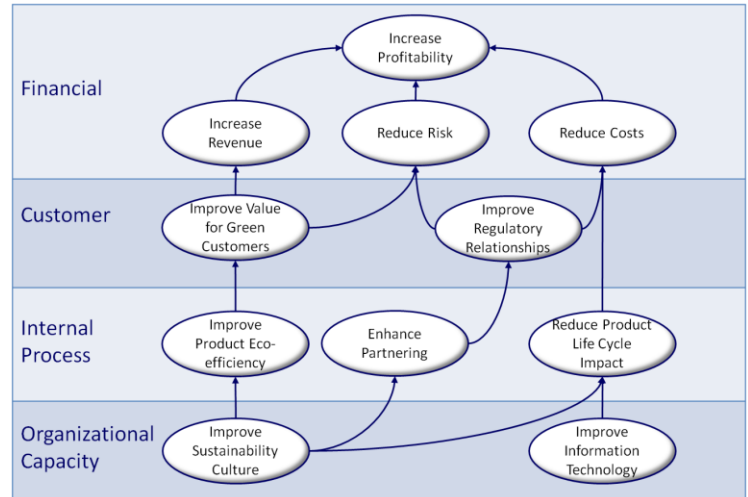 Increase
Profitability
Financial
Increase
Revenue
Reduce Risk
Reduce Costs
Customer
Improve Value
for Green
Customers
Improve
Regulatory
Relationships
Internal
Process
Improve
Product Eco-
efficiency
Enhance
Partnering
Reduce Product
Life Cycle
Impact
Organizational
Capacity
Improve
Sustainability
Culture
Improve
Information
Technology